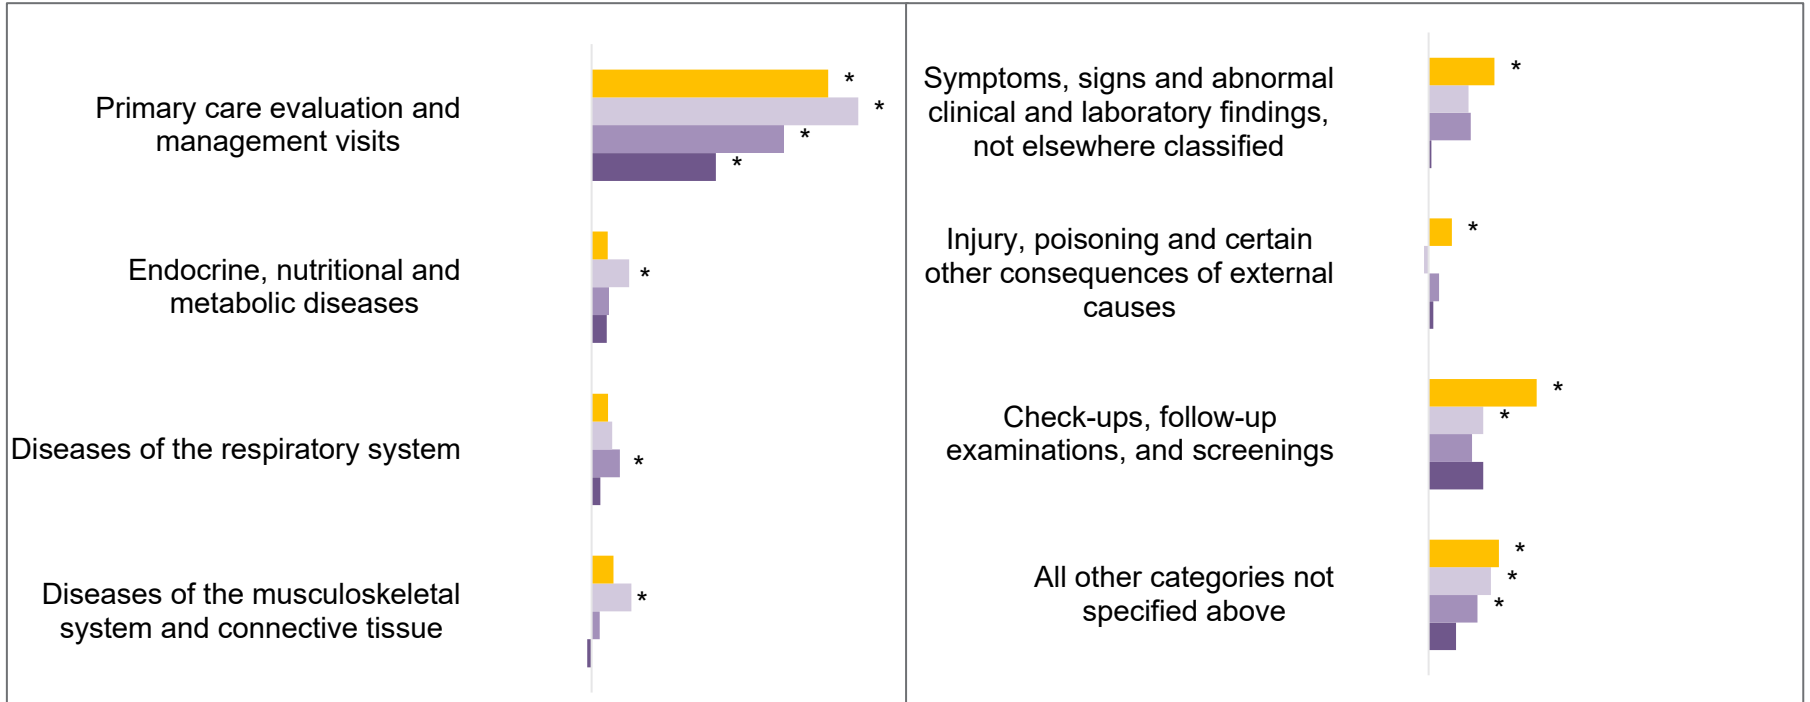 Primary care evaluation and
management visits
*
*
*
*
Endocrine, nutritional and
metabolic diseases
*
Diseases of the respiratory system
*
Diseases of the musculoskeletal
system and connective tissue
*
Symptoms, signs and abnormal
clinical and laboratory findings,
not elsewhere classified
*
Injury, poisoning and certain
other consequences of external
causes
*
Check-ups, follow-up
examinations, and screenings
*
*
All other categories not
specified above
*
*
*